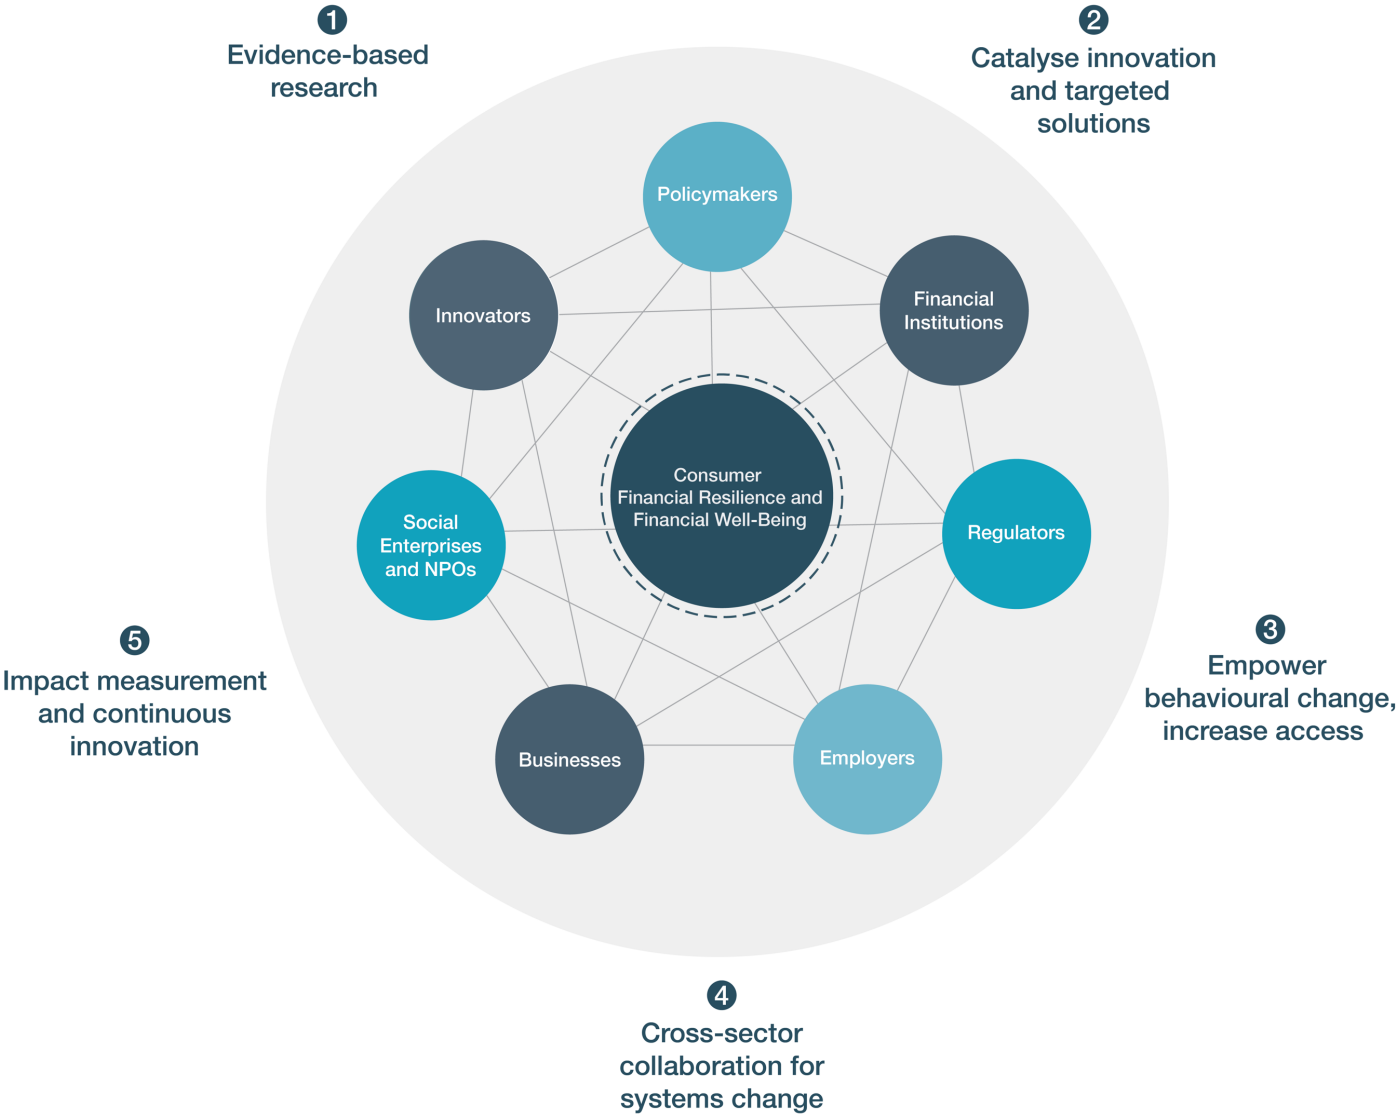 1
Evidence-based
research
2
Catalyse innovation
and targeted
solutions
Policymakers
Innovators
Financial
Institutions
Consumer
Financial Resilience and
Financial Well-Being
Social
Enterprises
and NPOs
Regulators
Businesses
Employers
3
Empower
behavioural change,
increase access
5
Impact measurement
and continuous
innovation
4
Cross-sector
collaboration for
systems change